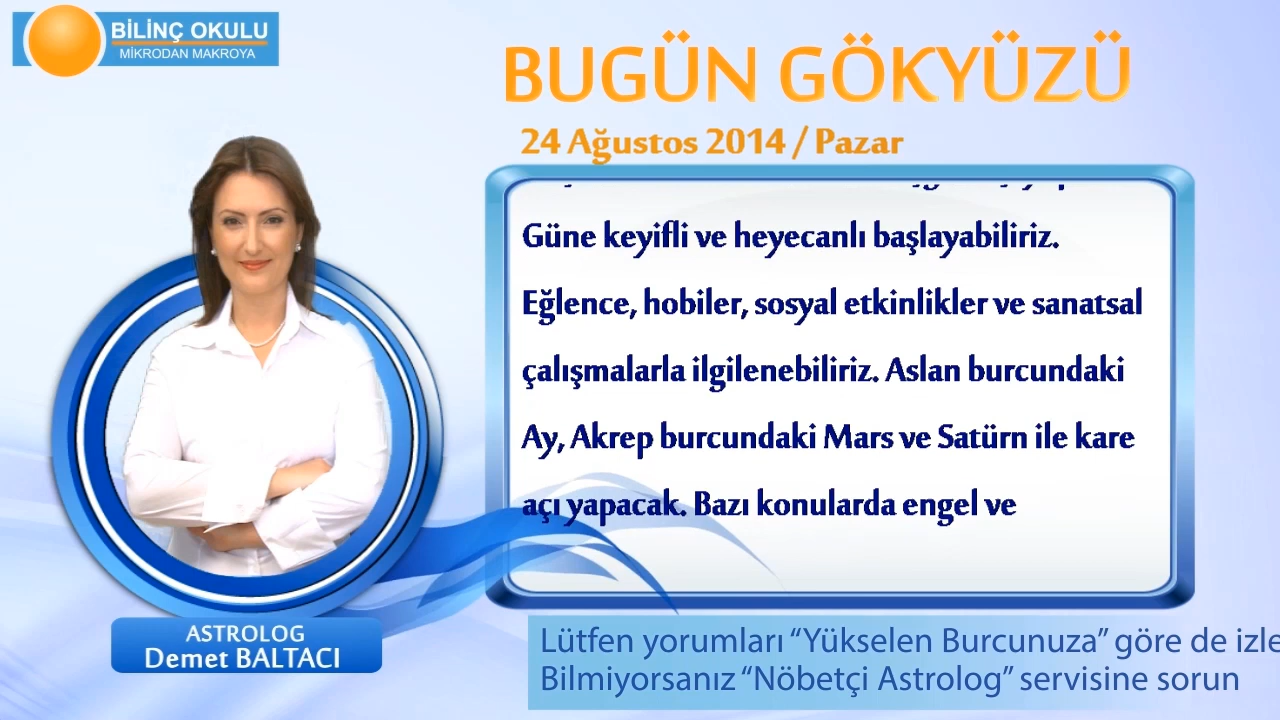 BİLİNÇ OKULU
MİKRODAN MAKROYA
BUGÜN GÖKYÜZÜ
24 Ağustos 2014 / Pazar
Güne keyifli ve heyecanlı başlayabiliriz.
Eğlence, hobiler, sosyal etkinlikler ve sanatsal
çalışmalarla ilgilenebiliriz. Aslan burcundaki
Ay, Akrep burcundaki Mars ve Satürn ile kare
açı yapacak. Bazı konularda engel ve
ASTROLOG
Demet BALTACI
Lütfen yorumları “Yükselen Burcunuza” göre de izle
Bilmiyorsanız “Nöbetçi Astrolog” servisine sorun